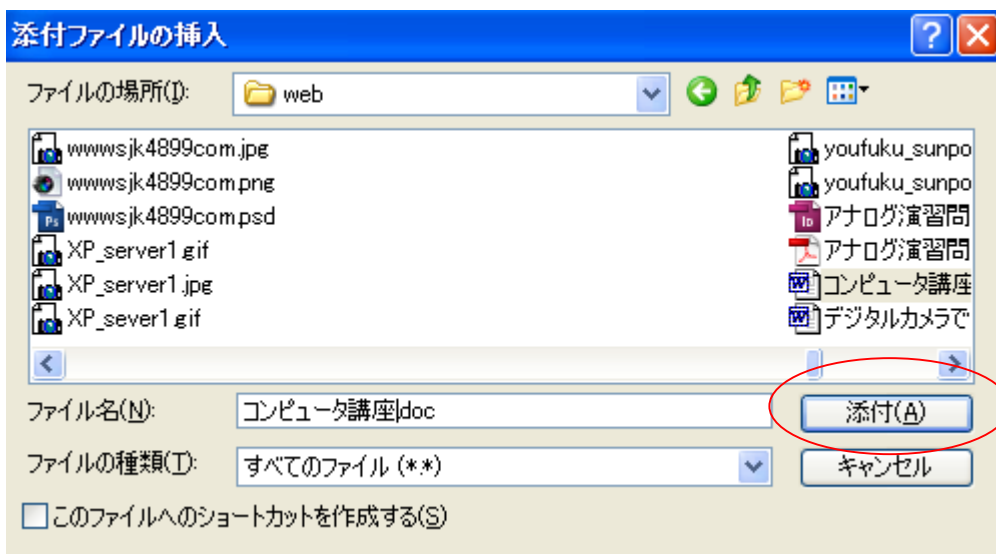 添付ファイルの挿入
ファイルの場所(I):
web
wwwsjk4899com.jpg
wwwsjk4899com.png
wwwsjk4899com.psd
XP_server1.gif
XP_server1.jpg
XP_sever1.gif
youfuku_sunpo
youfuku_sunpo
アナログ演習問
アナログ演習問
コンピュータ講座
デジタルカメラで
ファイル名(N):
コンピュータ講座.doc
添付(A)
ファイルの種類(T):
すべてのファイル (*.*)
キャンセル
このファイルへのショートカットを作成する(S)